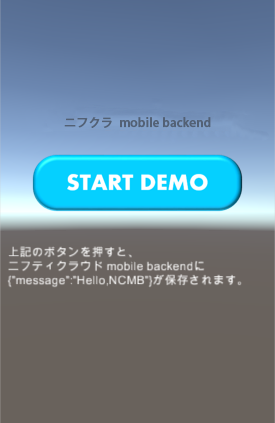 ニフクラ mobile backend
START DEMO
上記のボタンを押すと、
ニフティクラウド mobile backendに
{"message":"Hello,NCMB"}が保存されます。